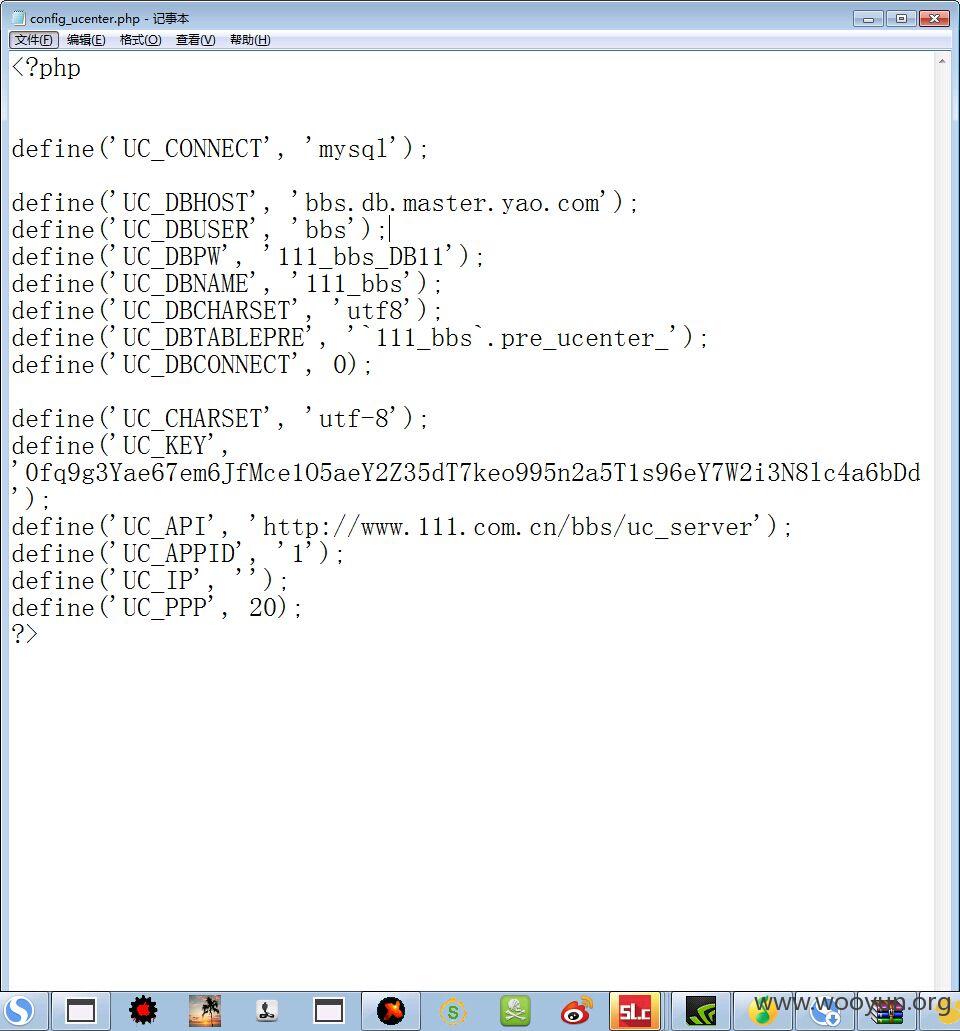 config_ucenter.php - 记事本
文件(F) 编辑(E) 格式(O) 查看(V) 帮助(H)
<?php
define('UC_CONNECT', 'mysql');
define('UC_DBHOST', 'bbs.db.master.yao.com');
define('UC_DBUSER', 'bbs');
define('UC_DBPW', '111_bbs_DB11');
define('UC_DBNAME', '111_bbs');
define('UC_DBCHARSET', 'utf8');
define('UC_DBTABLEPRE', '`111_bbs`.pre_ucenter_');
define('UC_DBCONNECT', 0);
define('UC_CHARSET', 'utf-8');
define('UC_KEY',
'0fq9g3Yae67em6JfMce1O5aeY2Z35dT7keo995n2a5T1s96eY7W2i3N8lc4a6bDd
');
define('UC_API', 'http://www.111.com.cn/bbs/uc_server');
define('UC_APPID', '1');
define('UC_IP', '');
define('UC_PPP', 20);
?>
SLC
www.wooyun.org